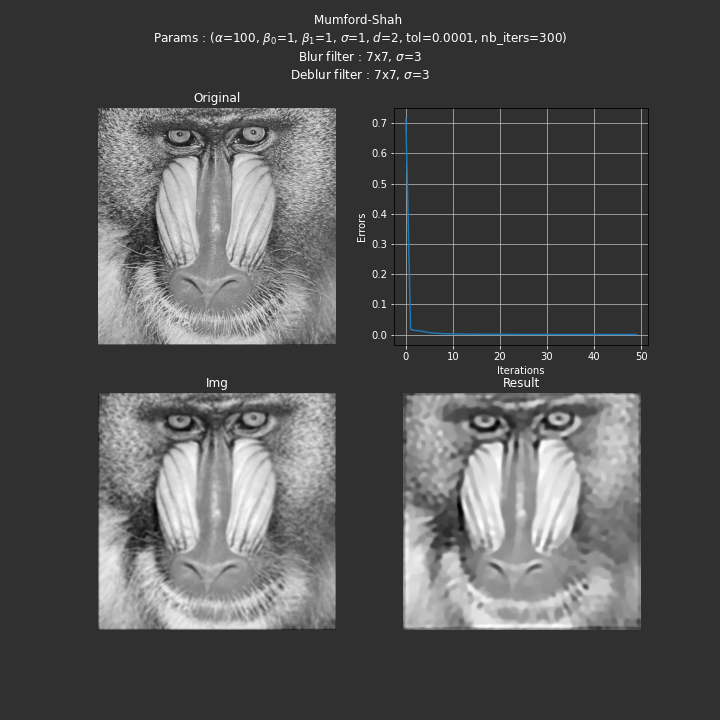 Mumford-Shah
Params : (α=100, β₀=1, β₁=1, σ=1, d=2, tol=0.0001, nb_iters=300)
Blur filter : 7x7, σ=3
Deblur filter : 7x7, σ=3
Original
0.7
0.6
0.5
0.4
0.3
0.2
0.1
0.0
Errors
0 10 20 30 40 50
Iterations
Img
Result